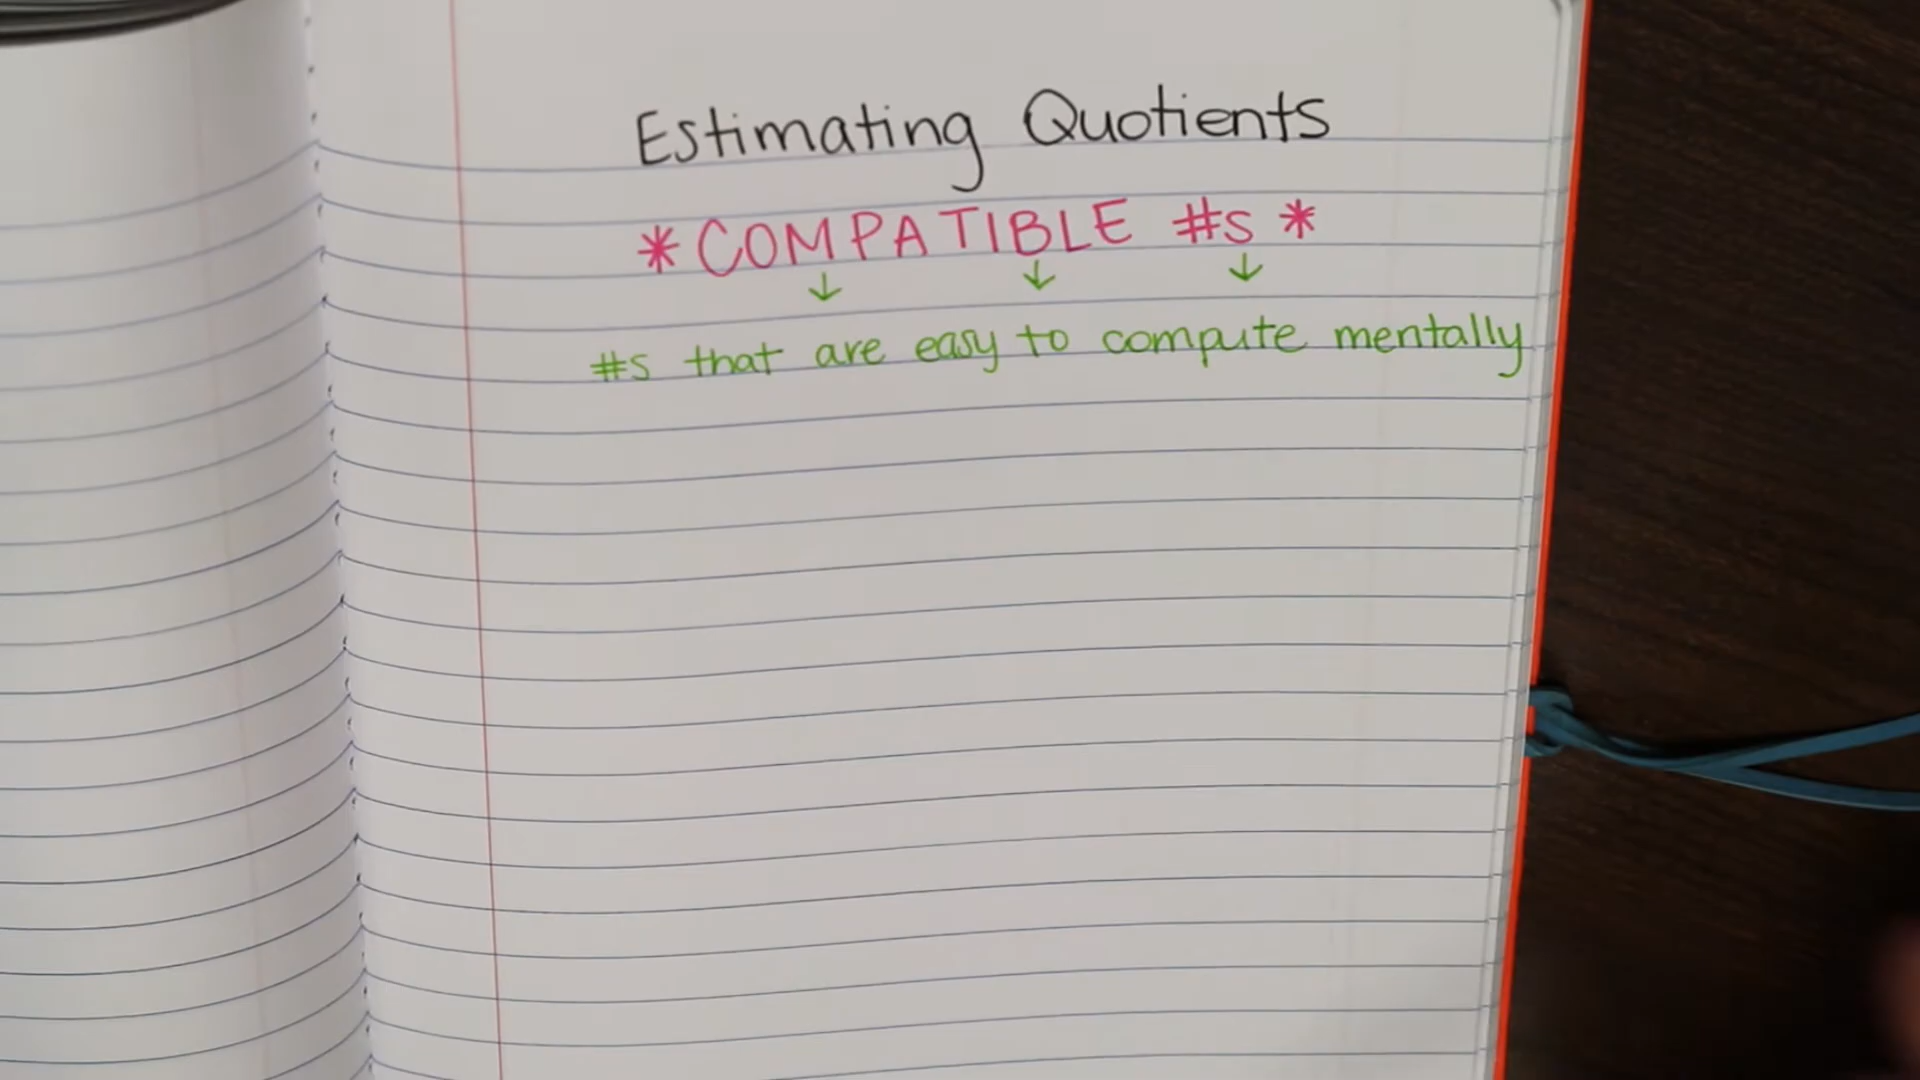 Estimating Quotients
* COMPATIBLE #s *
↓ ↓ ↓
#s that are easy to compute mentally